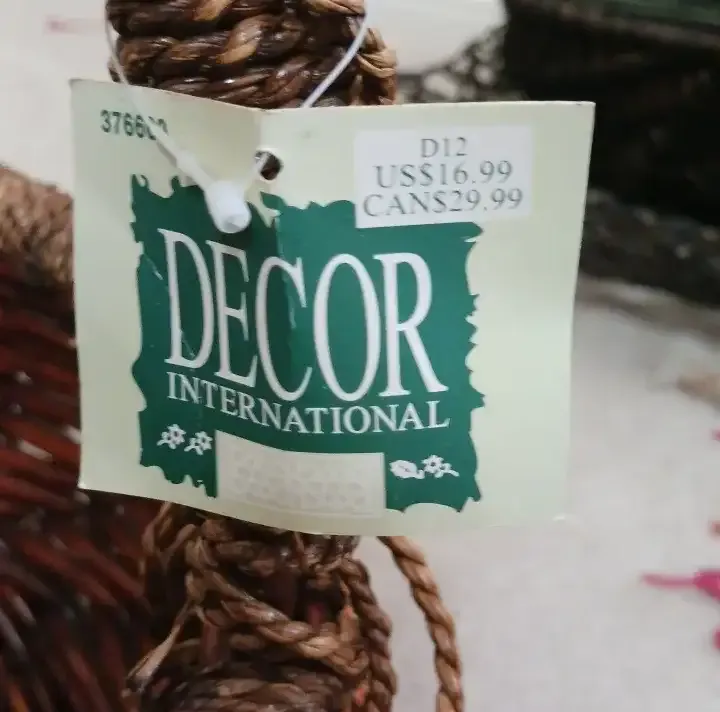 D12
US$16.99
CAN$29.99
DECOR
INTERNATIONAL